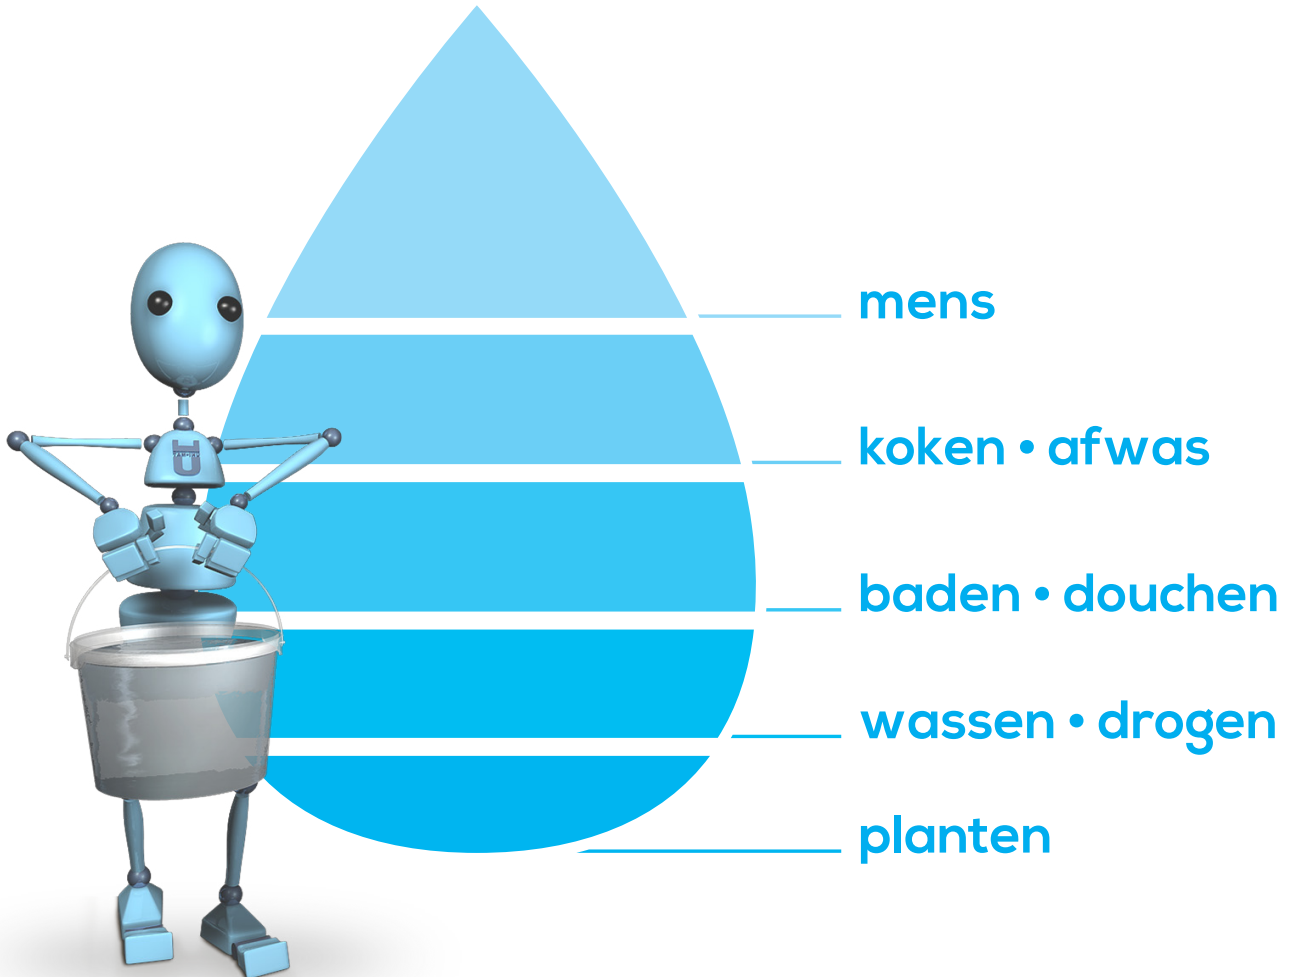 mens
koken • afwas
baden • douchen
wassen • drogen
planten